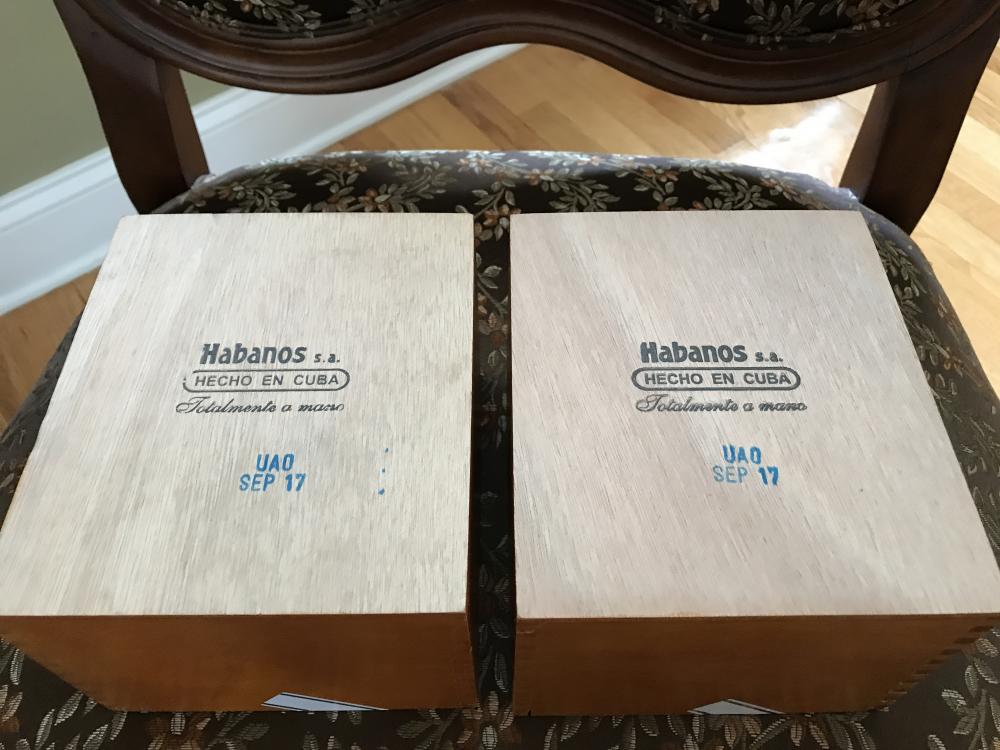 Habanos s.a.
HECHO EN CUBA
Totalmente a mano
UAO
SEP 17
Habanos s.a.
HECHO EN CUBA
Totalmente a mano
UAO
SEP 17